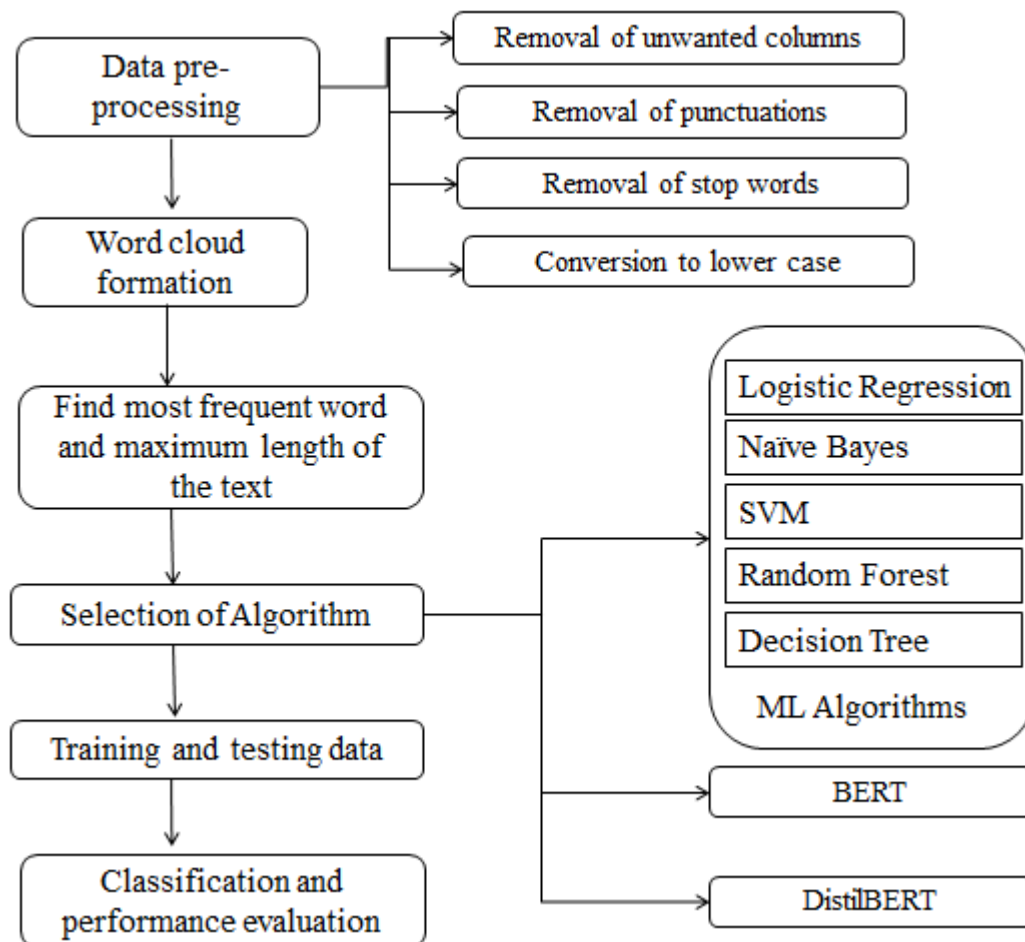 Data pre-
processing
Removal of unwanted columns
Removal of punctuations
Removal of stop words
Conversion to lower case
Word cloud
formation
Find most frequent word
and maximum length of
the text
Selection of Algorithm
Logistic Regression
Naïve Bayes
SVM
Random Forest
Decision Tree
ML Algorithms
BERT
DistilBERT
Training and testing data
Classification and
performance evaluation